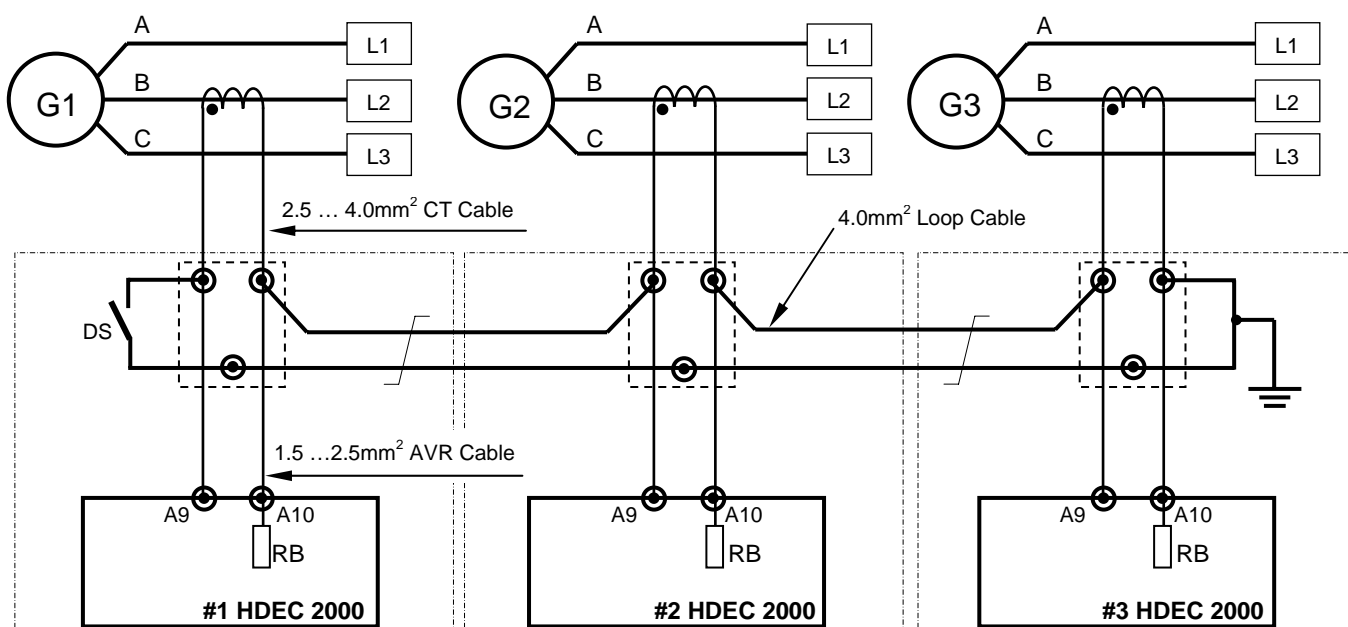 A
A
A
L1
L1
L1
G1
B
L2
G2
B
L2
G3
B
L2
C
L3
C
L3
C
L3
2.5 … 4.0mm² CT Cable
4.0mm² Loop Cable
DS
1.5 …2.5mm² AVR Cable
A9
A10
A9
A10
A9
A10
RB
RB
RB
#1 HDEC 2000
#2 HDEC 2000
#3 HDEC 2000